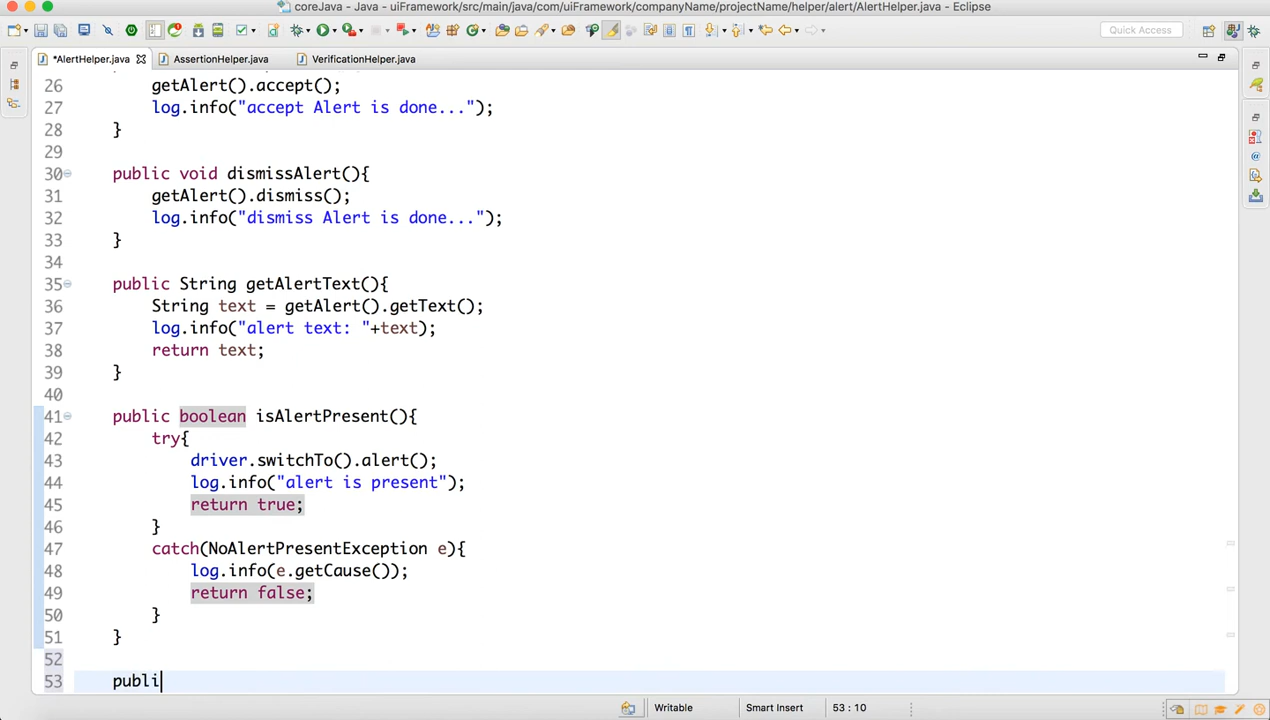 coreJava - Java - uiFramework/src/main/java/com/uiFramework/companyName/projectName/helper/alert/AlertHelper.java - Eclipse
Quick Access
*AlertHelper.java
AssertionHelper.java
VerificationHelper.java
26 getAlert().accept();
27 log.info("accept Alert is done...");
28 }
29
30 public void dismissAlert(){
31 getAlert().dismiss();
32 log.info("dismiss Alert is done...");
33 }
34
35 public String getAlertText(){
36 String text = getAlert().getText();
37 log.info("alert text: "+text);
38 return text;
39 }
40
41 public boolean isAlertPresent(){
42 try{
43 driver.switchTo().alert();
44 log.info("alert is present");
45 return true;
46 }
47 catch(NoAlertPresentException e){
48 log.info(e.getCause());
49 return false;
50 }
51 }
52
53 publi
Writable
Smart Insert
53 : 10